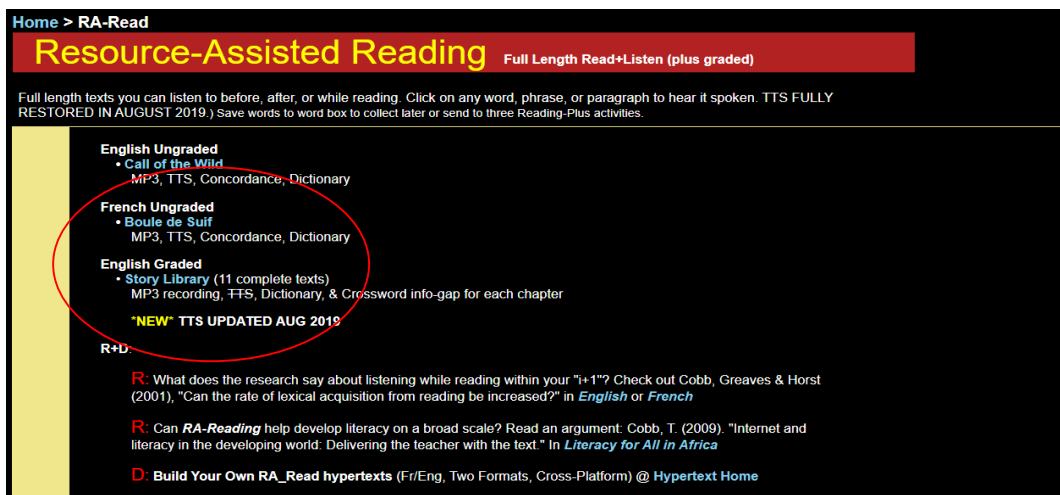 Home > RA-Read
Resource-Assisted Reading Full Length Read+Listen (plus graded)
Full length texts you can listen to before, after, or while reading. Click on any word, phrase, or paragraph to hear it spoken. TTS FULLY
RESTORED IN AUGUST 2019.) Save words to word box to collect later or send to three Reading-Plus activities.
English Ungraded
• Call of the Wild
MP3, TTS, Concordance, Dictionary
French Ungraded
• Boule de Suif
MP3, TTS, Concordance, Dictionary
English Graded
• Story Library (11 complete texts)
MP3 recording, TTS, Dictionary, & Crossword info-gap for each chapter
*NEW* TTS UPDATED AUG 2019
R+D:
R: What does the research say about listening while reading within your "i+1"? Check out Cobb, Greaves & Horst
(2001), "Can the rate of lexical acquisition from reading be increased?" in English or French
R: Can RA-Reading help develop literacy on a broad scale? Read an argument: Cobb, T. (2009). "Internet and
literacy in the developing world: Delivering the teacher with the text." In Literacy for All in Africa
D: Build Your Own RA_Read hypertexts (Fr/Eng, Two Formats, Cross-Platform) @ Hypertext Home